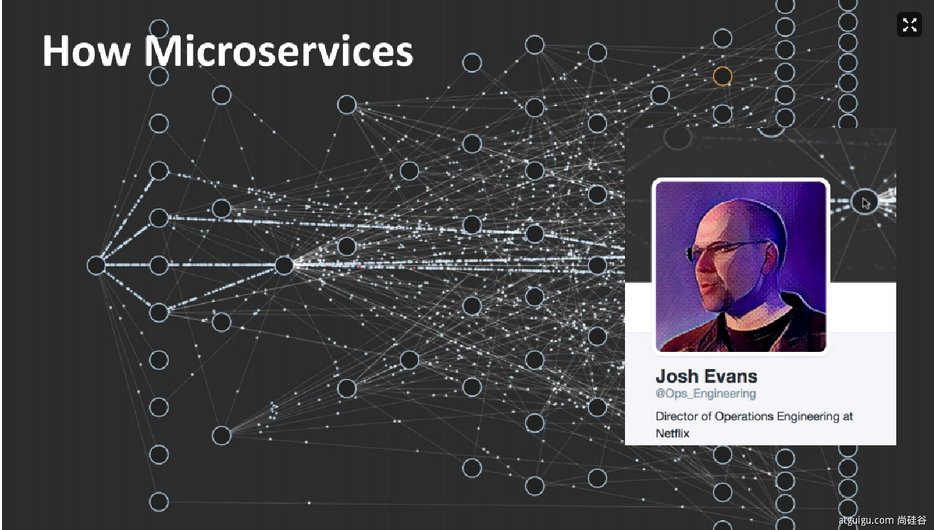 How Microservices
Josh Evans
@Ops_Engineering
Director of Operations Engineering at
Netflix
atguigu.com 尚硅谷